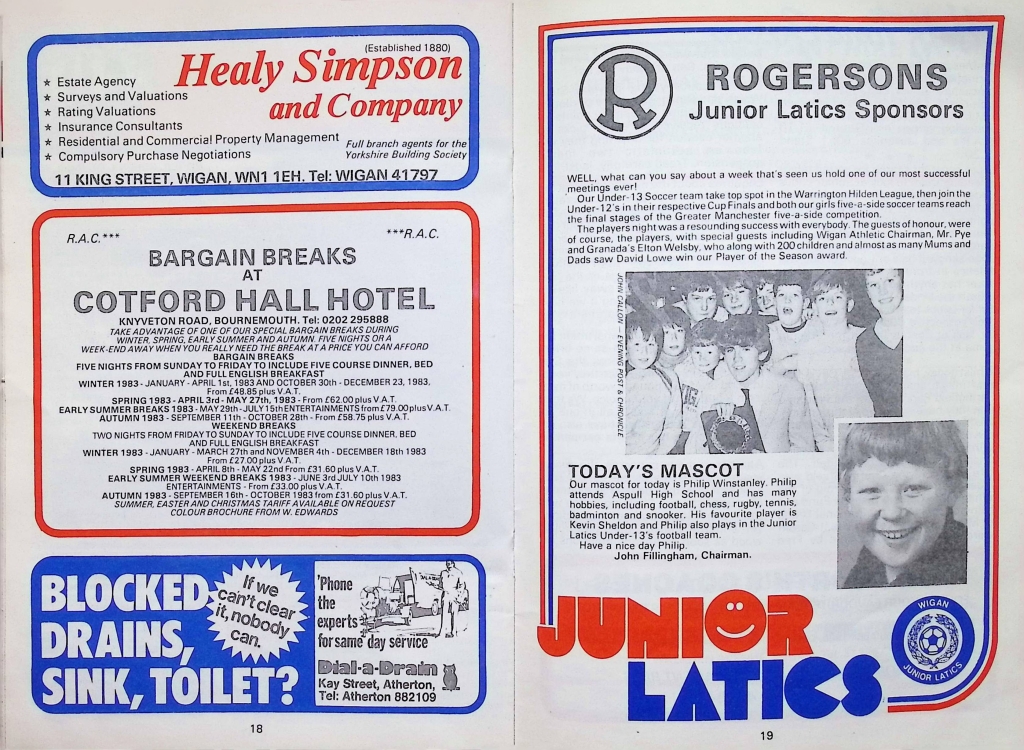 (Established 1880)
Healy Simpson
and Company
★ Estate Agency
★ Surveys and Valuations
★ Rating Valuations
★ Insurance Consultants
★ Residential and Commercial Property Management
★ Compulsory Purchase Negotiations
Full branch agents for the
Yorkshire Building Society
11 KING STREET, WIGAN, WN1 1EH. Tel: WIGAN 41797
R.A.C.*** ***R.A.C.
BARGAIN BREAKS
AT
COTFORD HALL HOTEL
KNYVETON ROAD, BOURNEMOUTH. Tel: 0202 295888
TAKE ADVANTAGE OF ONE OF OUR SPECIAL BARGAIN BREAKS DURING
WINTER, SPRING, EARLY SUMMER AND AUTUMN. FIVE NIGHTS OR A
WEEK-END AWAY WHEN YOU REALLY NEED THE BREAK AT A PRICE YOU CAN AFFORD
BARGAIN BREAKS
FIVE NIGHTS FROM SUNDAY TO FRIDAY TO INCLUDE FIVE COURSE DINNER, BED
AND FULL ENGLISH BREAKFAST
WINTER 1983 - JANUARY - APRIL 1st, 1983 AND OCTOBER 30th - DECEMBER 23, 1983,
From £48.85 plus V.A.T.
SPRING 1983 - APRIL 3rd - MAY 27th, 1983 - From £62.00 plus V.A.T.
EARLY SUMMER BREAKS 1983 - MAY 29th - JULY 15th ENTERTAINMENTS from £79.00 plus V.A.T.
AUTUMN 1983 - SEPTEMBER 11th - OCTOBER 28th - From £58.75 plus V.A.T.
WEEKEND BREAKS
TWO NIGHTS FROM FRIDAY TO SUNDAY TO INCLUDE FIVE COURSE DINNER, BED
AND FULL ENGLISH BREAKFAST
WINTER 1983 - JANUARY - MARCH 27th and NOVEMBER 4th - DECEMBER 18th 1983
From £27.00 plus V.A.T.
SPRING 1983 - APRIL 8th - MAY 22nd From £31.60 plus V.A.T.
EARLY SUMMER WEEKEND BREAKS 1983 - JUNE 3rd JULY 10th 1983
ENTERTAINMENTS - From £33.00 plus V.A.T.
AUTUMN 1983 - SEPTEMBER 16th - OCTOBER 1983 from £31.60 plus V.A.T.
SUMMER, EASTER AND CHRISTMAS TARIFF AVAILABLE ON REQUEST
COLOUR BROCHURE FROM W. EDWARDS
BLOCKED
DRAINS,
SINK, TOILET?
If we
can't clear
it, nobody
can.
'Phone
the
experts
for same day service
Dial-a-Drain
Kay Street, Atherton,
Tel: Atherton 882109
18
R
ROGERSONS
Junior Latics Sponsors
WELL, what can you say about a week that's seen us hold one of our most successful
meetings ever!
Our Under-13 Soccer team take top spot in the Warrington Hilden League, then join the
Under-12's in their respective Cup Finals and both our girls five-a-side soccer teams reach
the final stages of the Greater Manchester five-a-side competition.
The players night was a resounding success with everybody. The guests of honour, were
of course, the players, with special guests including Wigan Athletic Chairman, Mr. Pye
and Granada's Elton Welsby, who along with 200 children and almost as many Mums and
Dads saw David Lowe win our Player of the Season award.
JOHN CALLON — EVENING POST & CHRONICLE
TODAY'S MASCOT
Our mascot for today is Philip Winstanley. Philip
attends Aspull High School and has many
hobbies, including football, chess, rugby, tennis,
badminton and snooker. His favourite player is
Kevin Sheldon and Philip also plays in the Junior
Latics Under-13's football team.
Have a nice day Philip.
John Fillingham, Chairman.
JUNIOR
LATICS
WIGAN
JUNIOR LATICS
19